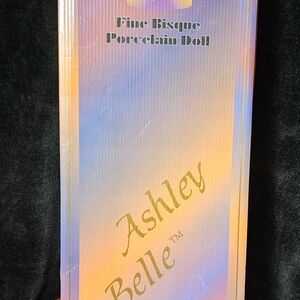 Fine Bisque
Porcelain Doll
Ashley
Belle™